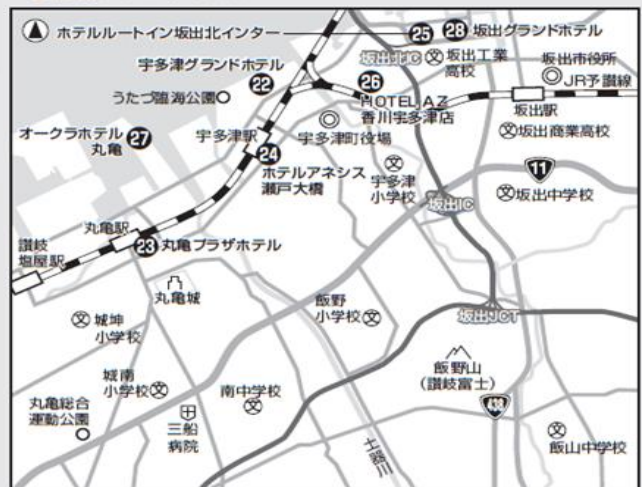 ホテルルートイン坂出北インター
25
28
坂出グランドホテル
坂出北IC
文
坂出工業
高校
坂出市役所
JR予讃線
宇多津グランドホテル
22
26
HOTEL AZ
香川宇多津店
坂出駅
うたづ臨海公園
オークラホテル
丸亀
27
宇多津駅
宇多津町役場
文
坂出商業高校
24
ホテルアネシス
瀬戸大橋
文
宇多津
小学校
11
坂出IC
文
坂出中学校
丸亀駅
23
丸亀プラザホテル
讃岐
塩屋駅
丸亀城
飯野
小学校
文
坂出JCT
文
城坤
小学校
飯野山
(讃岐富士)
城南
小学校
文
南中学校
文
438
丸亀総合
運動公園
三船
病院
土器川
文
飯山中学校